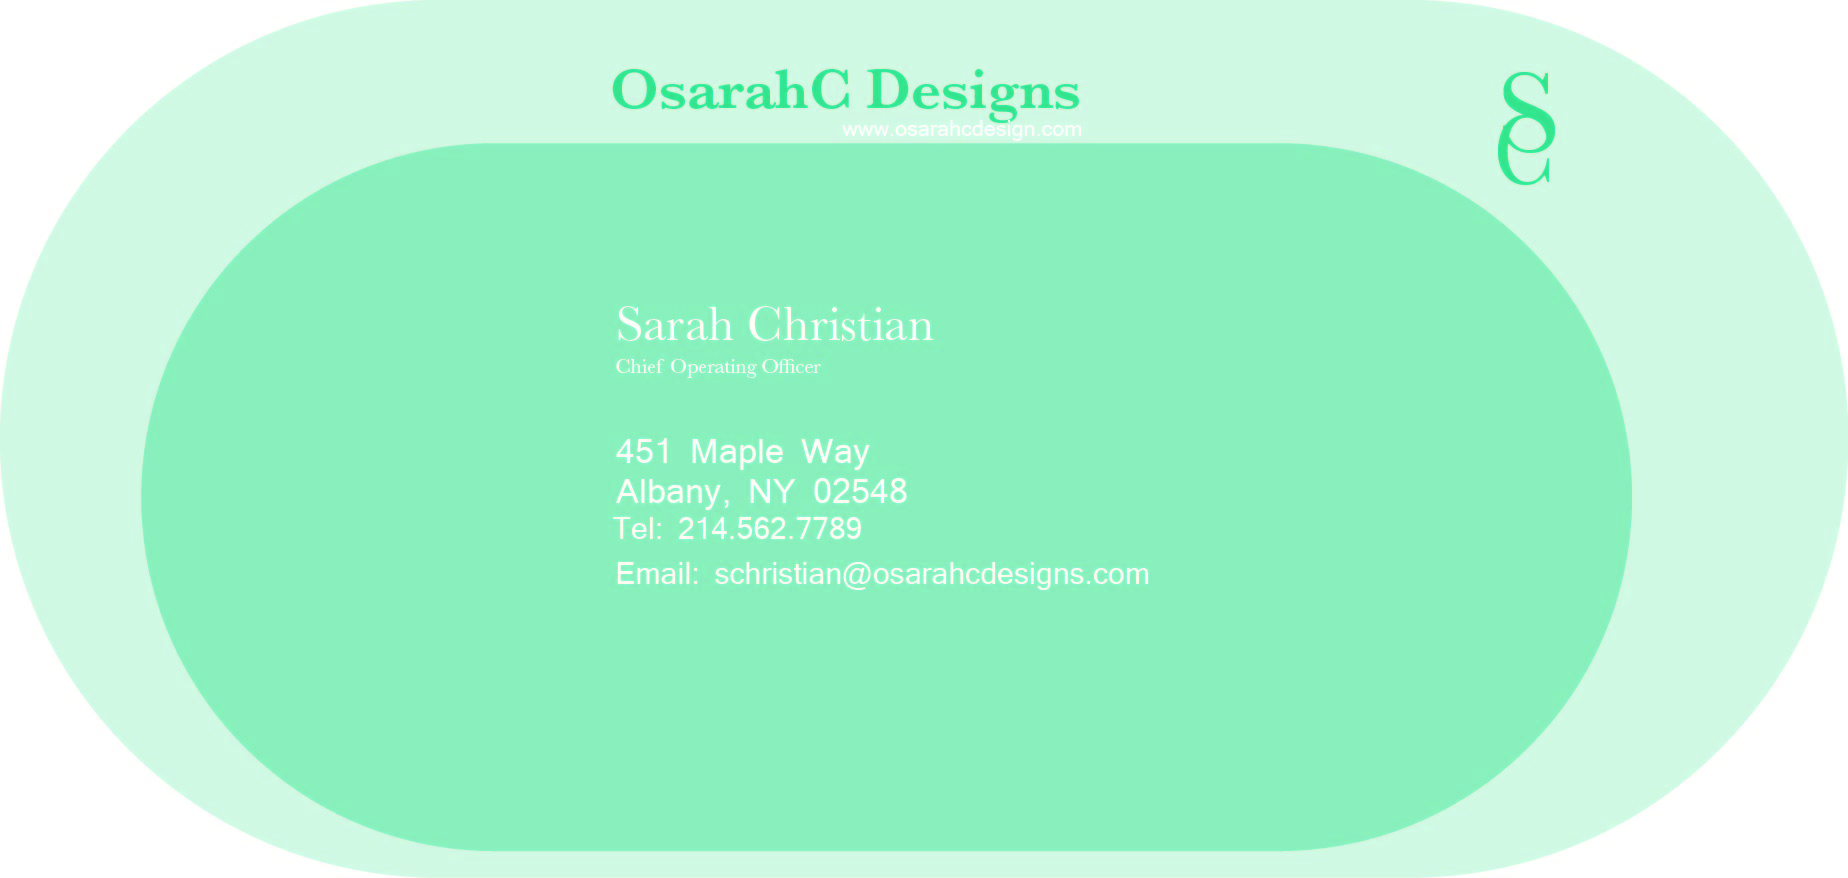 OsarahC Designs
www.osarahcdesign.com
SC
Sarah Christian
Chief Operating Officer
451 Maple Way
Albany, NY 02548
Tel: 214.562.7789
Email: schristian@osarahcdesigns.com